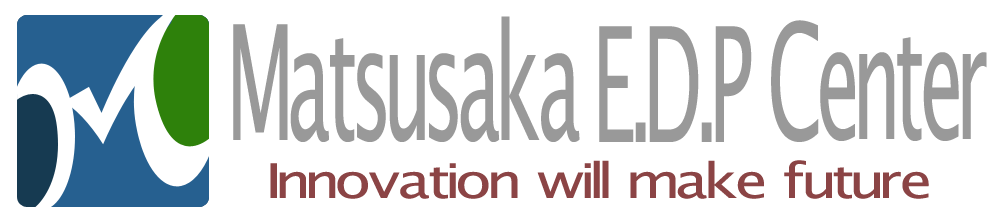 Matsusaka E.D.P Center
Innovation will make future